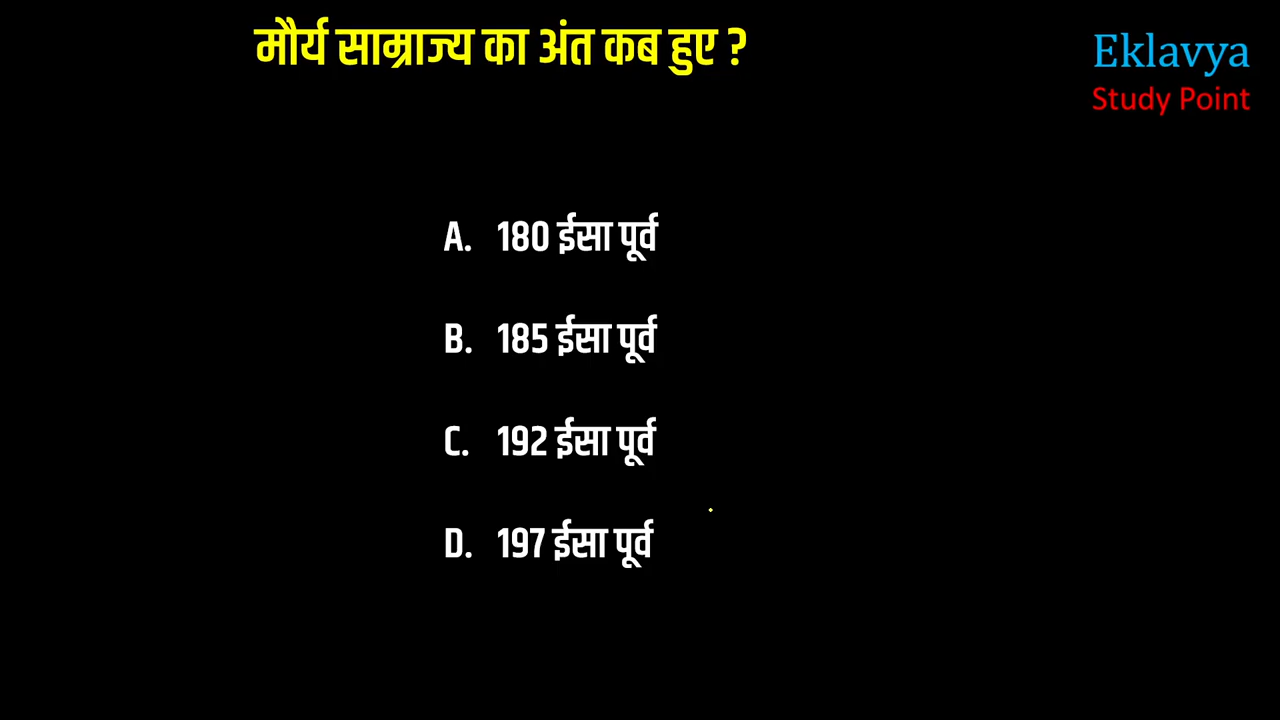 मौर्य साम्राज्य का अंत कब हुए ?
Eklavya
Study Point
A. 180 ईसा पूर्व
B. 185 ईसा पूर्व
C. 192 ईसा पूर्व
D. 197 ईसा पूर्व